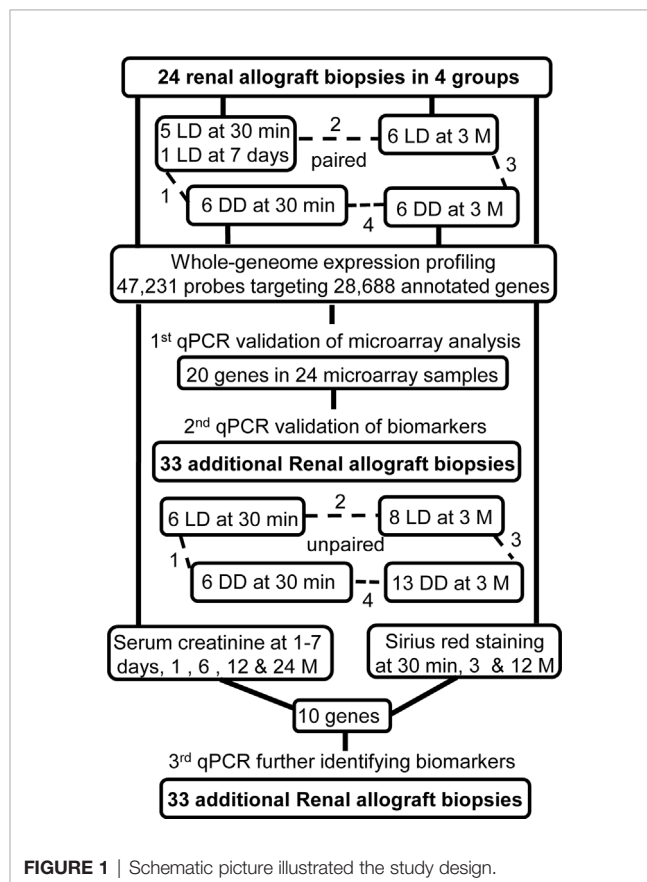 24 renal allograft biopsies in 4 groups
5 LD at 30 min
1 LD at 7 days
2
paired
6 LD at 3 M
1
3
6 DD at 30 min
4
6 DD at 3 M
Whole-geneome expression profiling
47,231 probes targeting 28,688 annotated genes
1st qPCR validation of microarray analysis
20 genes in 24 microarray samples
2nd qPCR validation of biomarkers
33 additional Renal allograft biopsies
6 LD at 30 min
2
8 LD at 3 M
unpaired
1
3
6 DD at 30 min
4
13 DD at 3 M
Serum creatinine at 1-7
days, 1 , 6 , 12 & 24 M
Sirius red staining
at 30 min, 3 & 12 M
10 genes
3rd qPCR further identifying biomarkers
33 additional Renal allograft biopsies
FIGURE 1 | Schematic picture illustrated the study design.